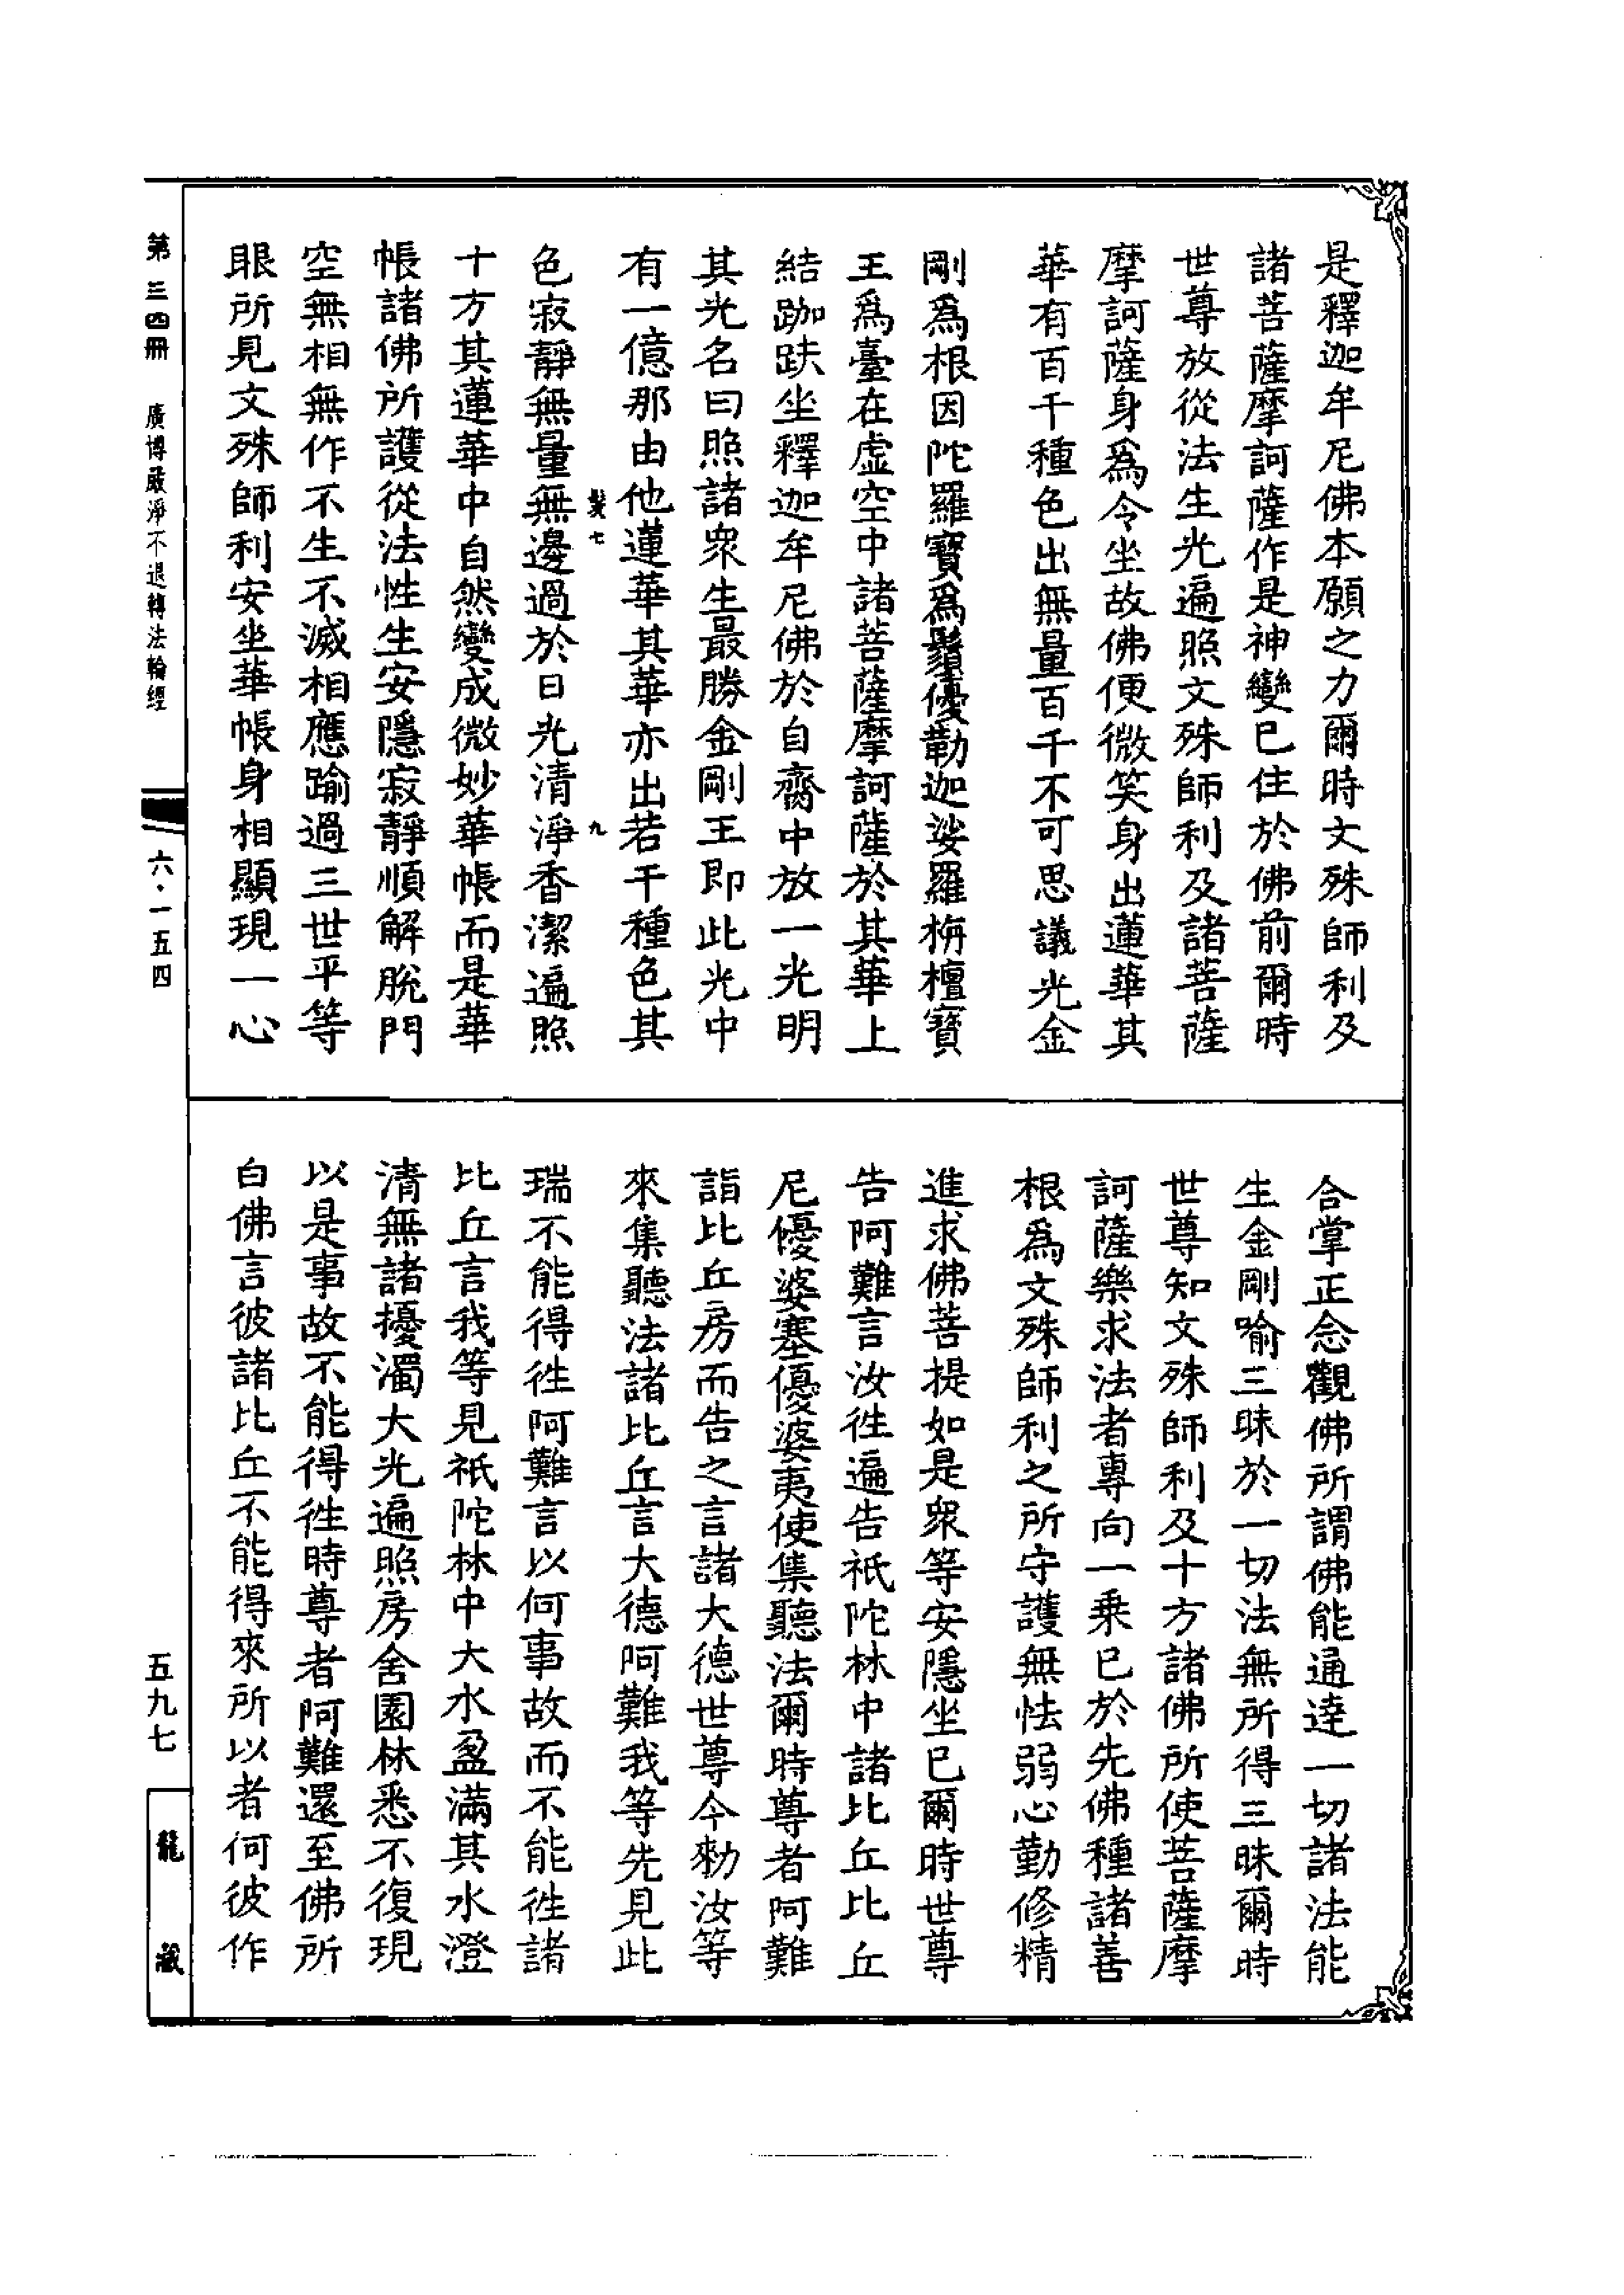 是釋迦牟尼佛本願之力爾時文殊師利及
諸菩薩摩訶薩作是神變已住於佛前爾時
世尊放從法生光遍照文殊師利及諸菩薩
摩訶薩身爲令坐故佛便微笑身出蓮華其
華有百千種色出無量百千不可思議光金
剛爲根因陀羅寶爲鬚優勒迦娑羅栴檀寶
王爲臺在虛空中諸菩薩摩訶薩於其華上
結跏趺坐釋迦牟尼佛於自齋中放一光明
其光名曰照諸衆生最勝金剛王即此光中
有一億那由他蓮華其華亦出若干種色其
髮七 九
色寂靜無量無邊過於日光清淨香潔遍照
十方其蓮華中自然變成微妙華帳而是華
帳諸佛所護從法性生安隱寂靜順解脫門
空無相無作不生不滅相應踰過三世平等
眼所見文殊師利安坐華帳身相顯現一心
合掌正念觀佛所謂佛能通達一切諸法能
生金剛喻三昧於一切法無所得三昧爾時
世尊知文殊師利及十方諸佛所使菩薩摩
訶薩樂求法者專向一乘已於先佛種諸善
根爲文殊師利之所守護無怯弱心勤修精
進求佛菩提如是衆等安隱坐已爾時世尊
告阿難言汝徃遍告祇陀林中諸比丘比丘
尼優婆塞優婆夷使集聽法爾時尊者阿難
詣比丘房而告之言諸大德世尊今勑汝等
來集聽法諸比丘言大德阿難我等先見此
瑞不能得徃阿難言以何事故而不能徃諸
比丘言我等見祇陀林中大水盈滿其水澄
清無諸擾濁大光遍照房舍園林悉不復現
以是事故不能得徃時尊者阿難還至佛所
白佛言彼諸比丘不能得來所以者何彼作
第三四冊 廣博嚴淨不退轉法輪經
六·一五四
五九七
龍藏